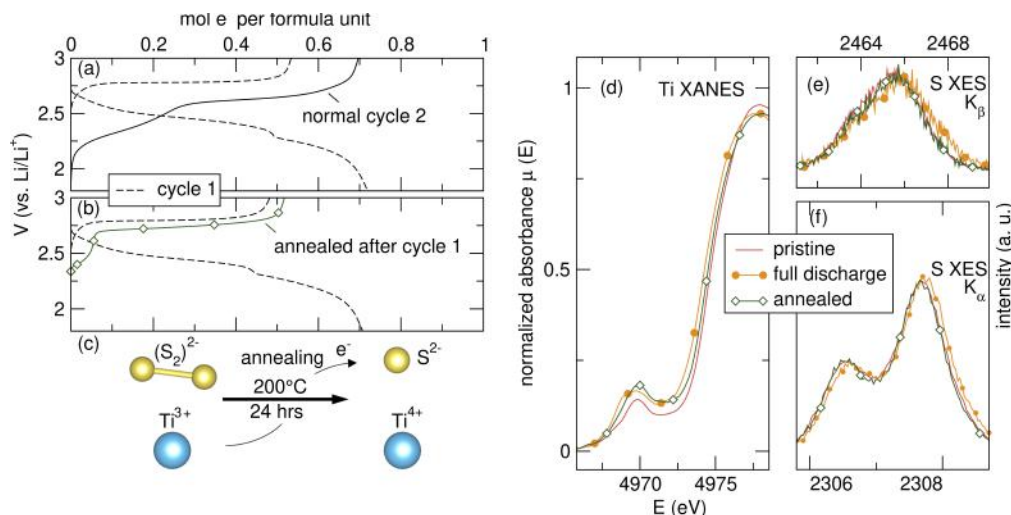 mol e per formula unit
0 0.2 0.4 0.6 0.8 1
(a)
3
2.5
2
normal cycle 2
cycle 1
V (vs. Li/Li⁺)
(b)
3
2.5
2
annealed after cycle 1
(c)
(S₂)²⁻
annealing e⁻
S²⁻
200°C
24 hrs
Ti³⁺
Ti⁴⁺
(d) Ti XANES
1
0.5
0
normalized absorbance μ (E)
4970 4975
E (eV)
2464 2468
(e) S XES
Kβ
(f)
pristine
full discharge
annealed
S XES
Kα
intensity (a. u.)
2306 2308